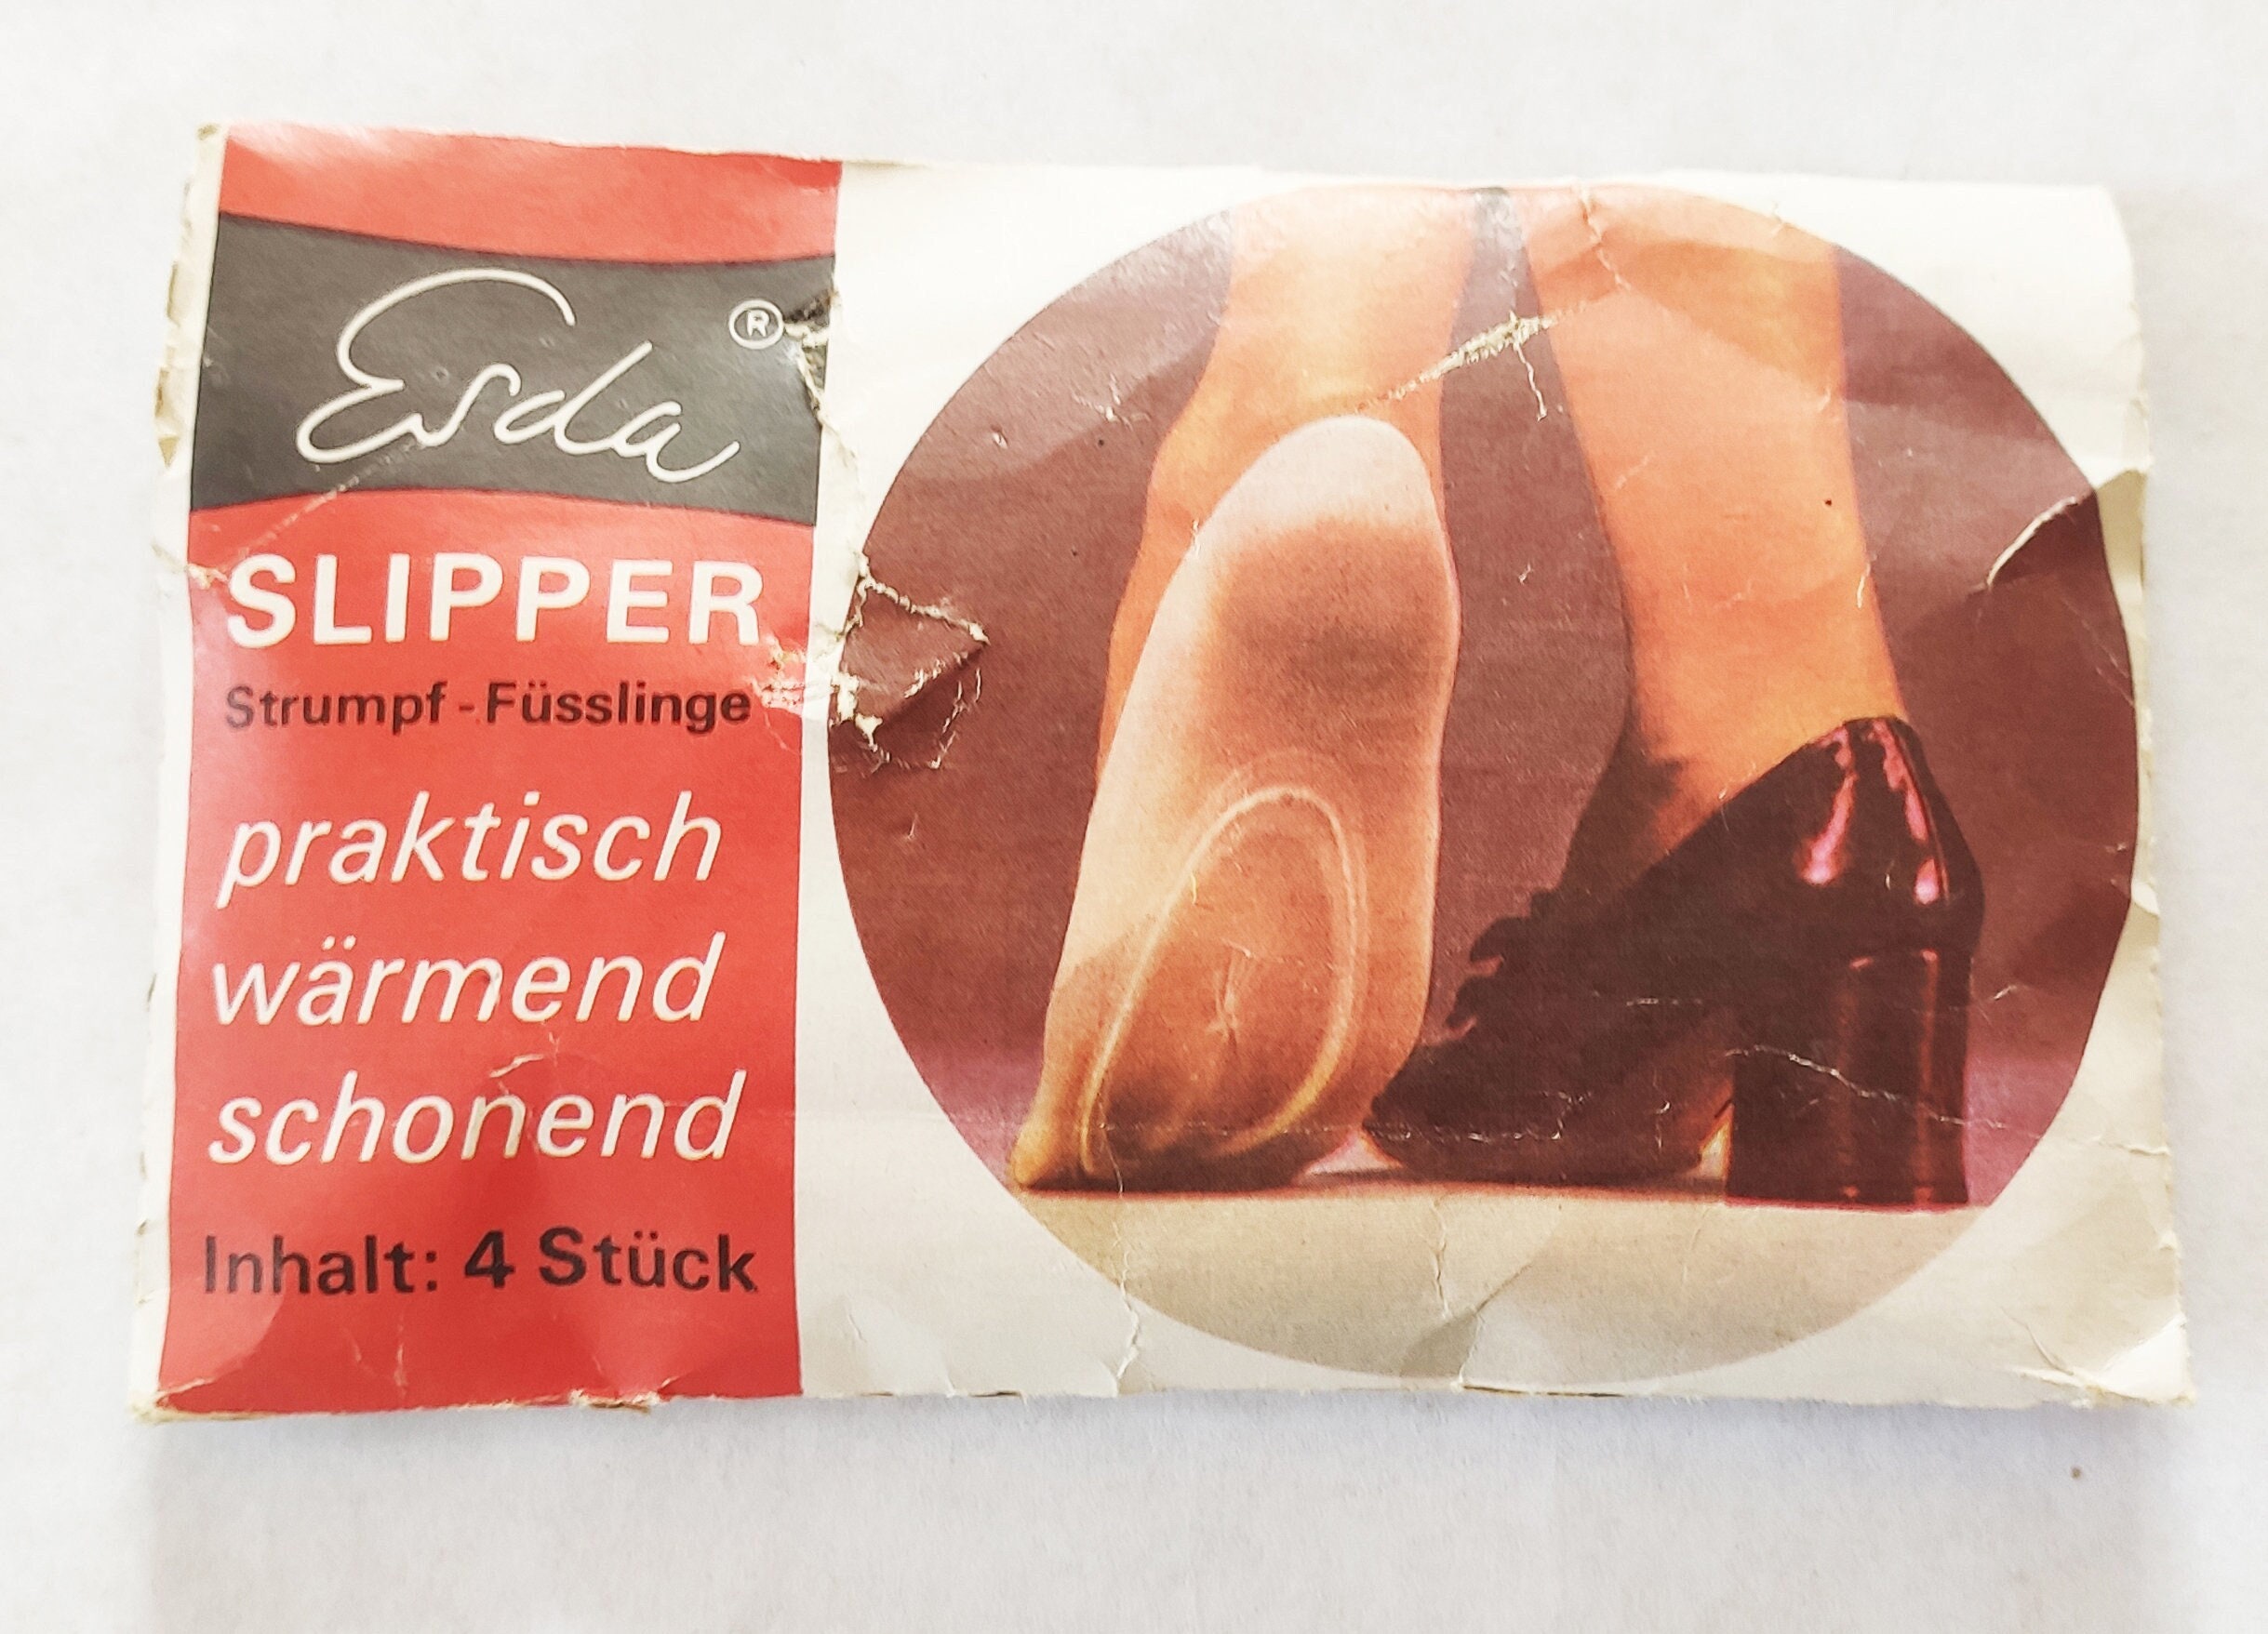 Esda ®
SLIPPER
Strumpf-Füsslinge
praktisch
wärmend
schonend
Inhalt: 4 Stück